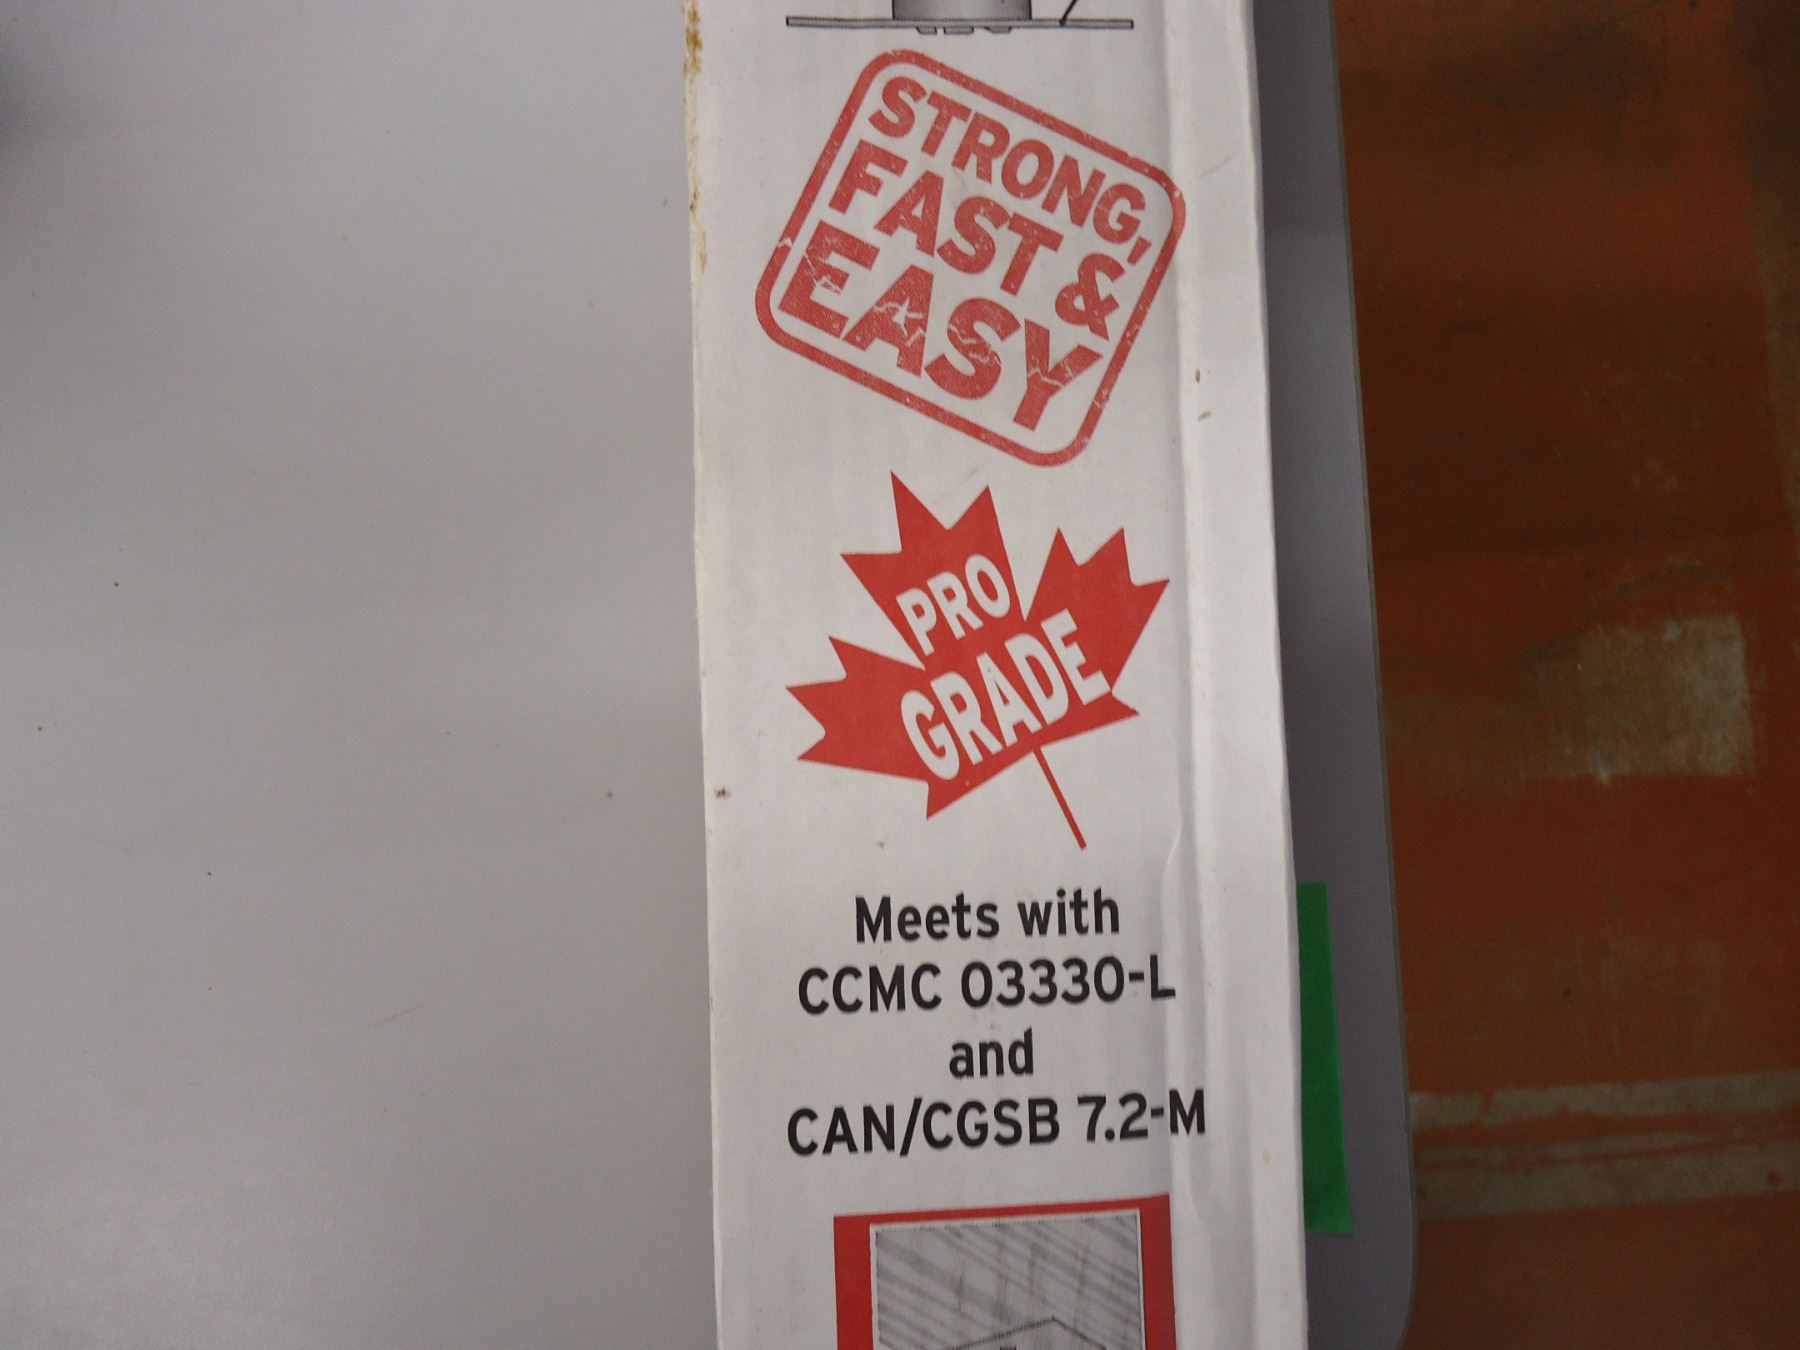 STRONG,
FAST &
EASY
PRO
GRADE
Meets with
CCMC 03330-L
and
CAN/CGSB 7.2-M